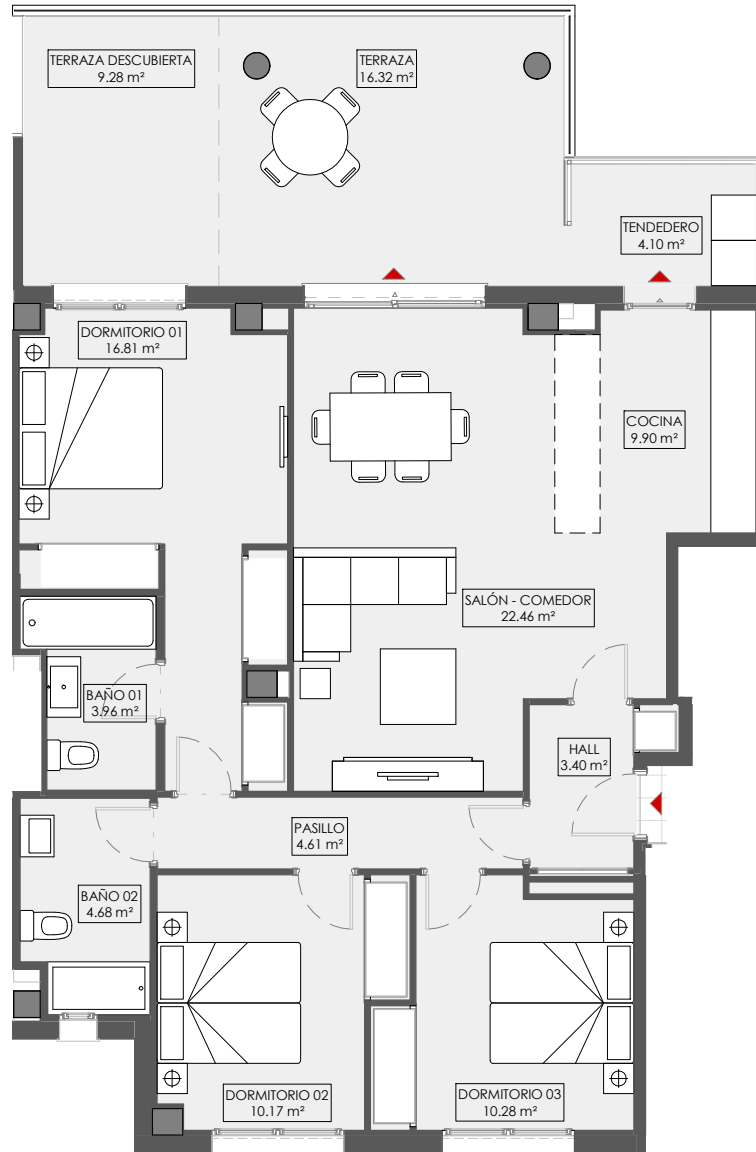 TERRAZA DESCUBIERTA
9.28 m²
TERRAZA
16.32 m²
TENDEDERO
4.10 m²
DORMITORIO 01
16.81 m²
COCINA
9.90 m²
SALÓN - COMEDOR
22.46 m²
BAÑO 01
3.96 m²
HALL
3.40 m²
PASILLO
4.61 m²
BAÑO 02
4.68 m²
DORMITORIO 02
10.17 m²
DORMITORIO 03
10.28 m²